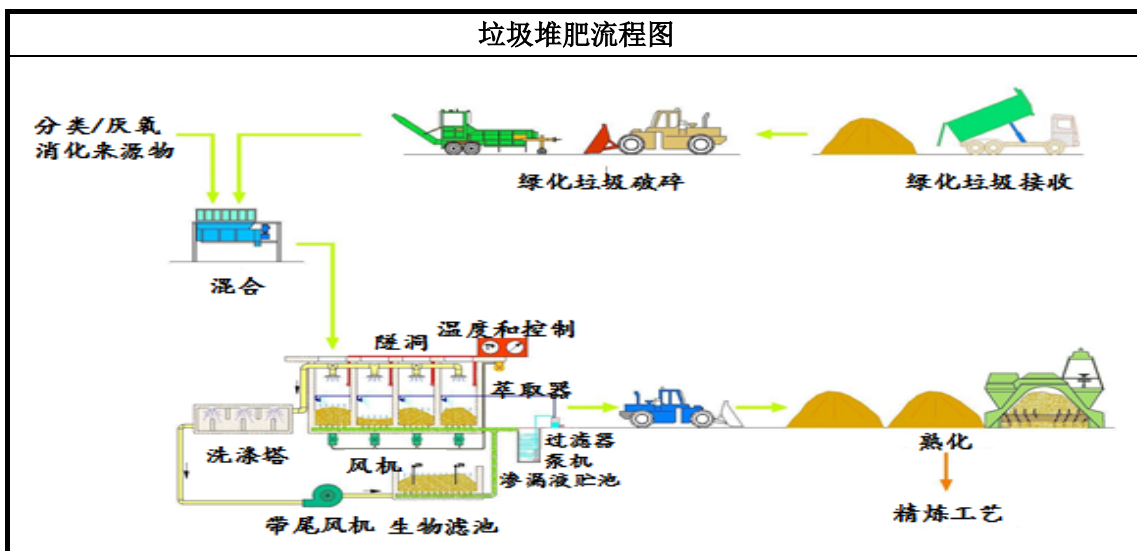 垃圾堆肥流程图
分类/厌氧
消化来源物
绿化垃圾破碎
绿化垃圾接收
混合
温度和控制
隧洞
萃取器
洗涤塔
风机
过滤器
泵机
渗漏液贮池
熟化
带尾风机
生物滤池
精炼工艺